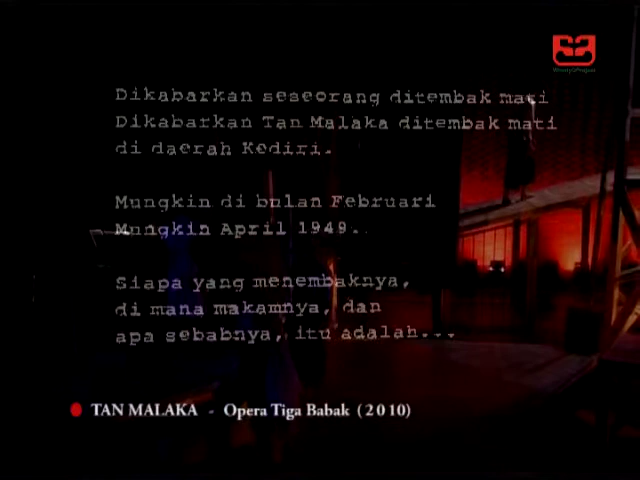 Dikabarkan seseorang ditembak mati
Dikabarkan Tan Malaka ditembak mati
di daerah Kediri.
Mungkin di bulan Februari
Mungkin April 1949.
Siapa yang menembaknya,
di mana makamnya, dan
apa sebabnya, itu adalah...
TAN MALAKA - Opera Tiga Babak (2010)